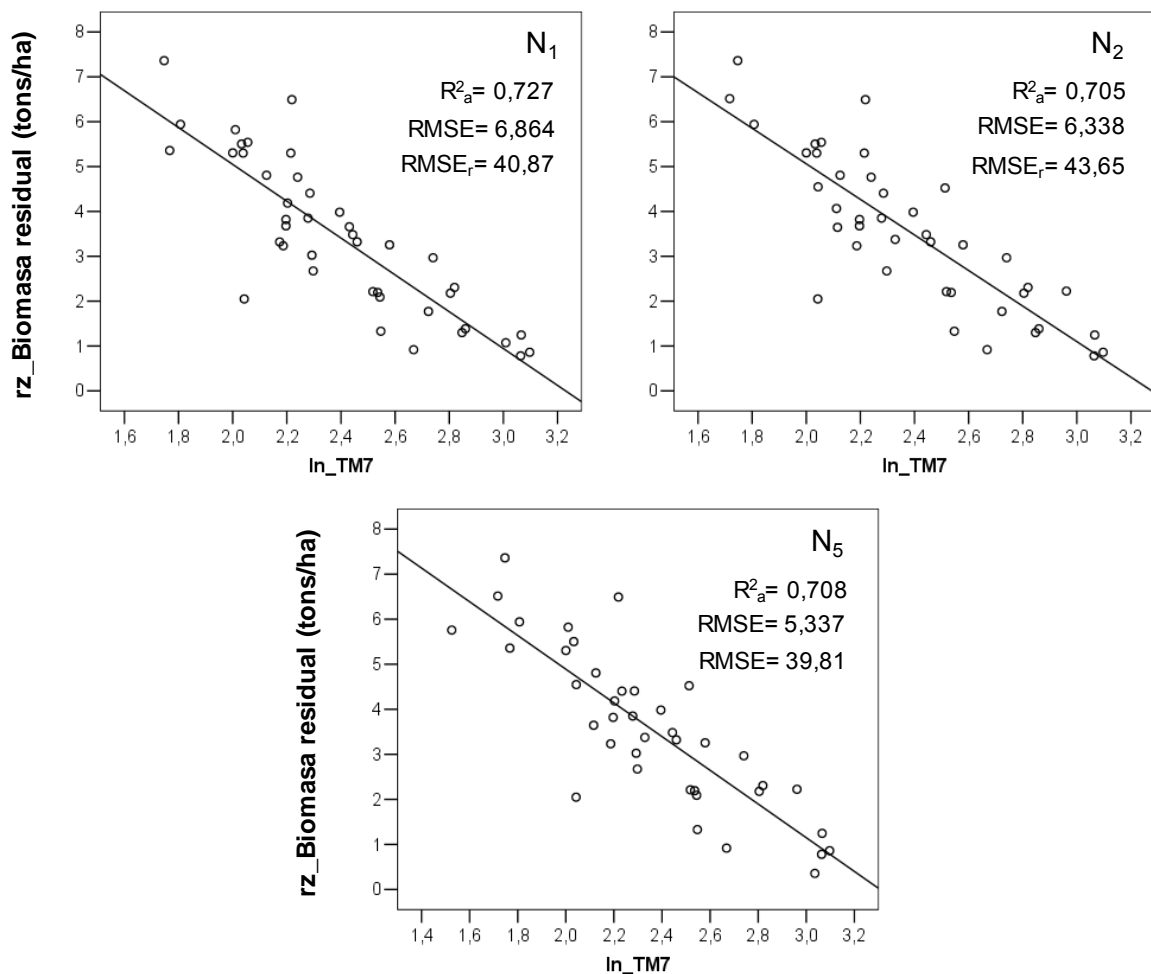 N₁
R²ₐ= 0,727
RMSE= 6,864
RMSEᵣ= 40,87
rz_Biomasa residual (tons/ha)
8
7
6
5
4
3
2
1
0
1,6 1,8 2,0 2,2 2,4 2,6 2,8 3,0 3,2
ln_TM7
N₂
R²ₐ= 0,705
RMSE= 6,338
RMSEᵣ= 43,65
8
7
6
5
4
3
2
1
0
1,6 1,8 2,0 2,2 2,4 2,6 2,8 3,0 3,2
ln_TM7
N₅
R²ₐ= 0,708
RMSE= 5,337
RMSE= 39,81
rz_Biomasa residual (tons/ha)
8
7
6
5
4
3
2
1
0
1,4 1,6 1,8 2,0 2,2 2,4 2,6 2,8 3,0 3,2
ln_TM7